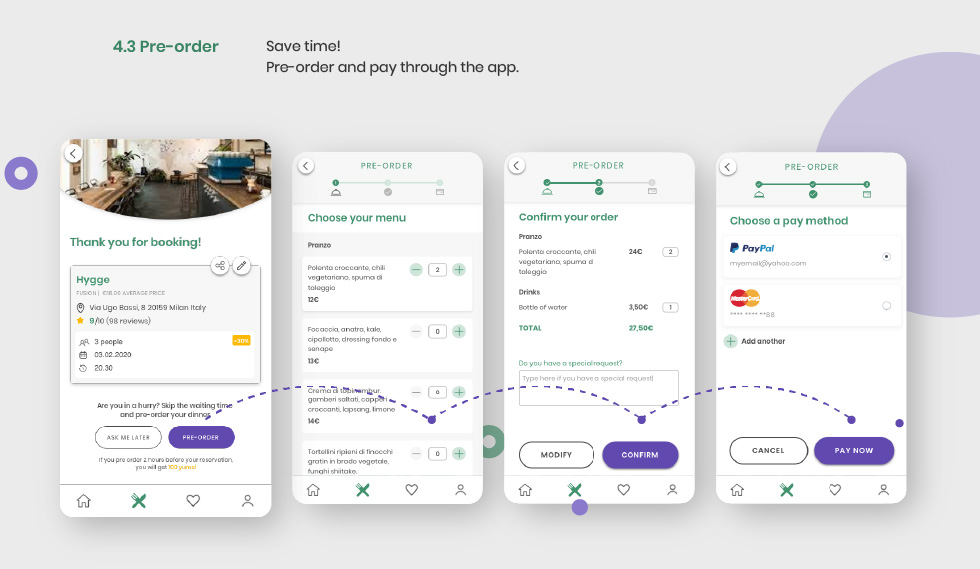 4.3 Pre-order
Save time!
Pre-order and pay through the app.
Thank you for booking!
Hygge
FUSION | €18.00 AVERAGE PRICE
Via Ugo Bassi, 8 20159 Milan Italy
9/10 (98 reviews)
3 people
-30%
03.02.2020
20.30
Are you in a hurry? Skip the waiting time
and pre-order your dinner.
ASK ME LATER
PRE-ORDER
If you pre order 2 hours before your reservation,
you will get 100 yums!
PRE-ORDER
Choose your menu
Pranzo
Polenta croccante, chili
vegetariana, spuma di
taleggio
12€
2
Focaccia, anatra, kale,
cipollotto, dressing fondo e
senape
13€
0
Crema di topinambur,
gamberi saltati, capperi
croccanti, lapsang, limone
14€
0
Tortellini ripieni di finocchi
gratin in brodo vegetale,
funghi shiitake,
0
PRE-ORDER
Confirm your order
Pranzo
Polenta croccante, chili
vegetariana, spuma d
taleggio
24€
2
Drinks
Bottle of water
3,50€
1
TOTAL
27,50€
Do you have a specialrequest?
Type here if you have a special request
MODIFY
CONFIRM
PRE-ORDER
Choose a pay method
PayPal
myemail@yahoo.com
MasterCard
**** **** **88
Add another
CANCEL
PAY NOW